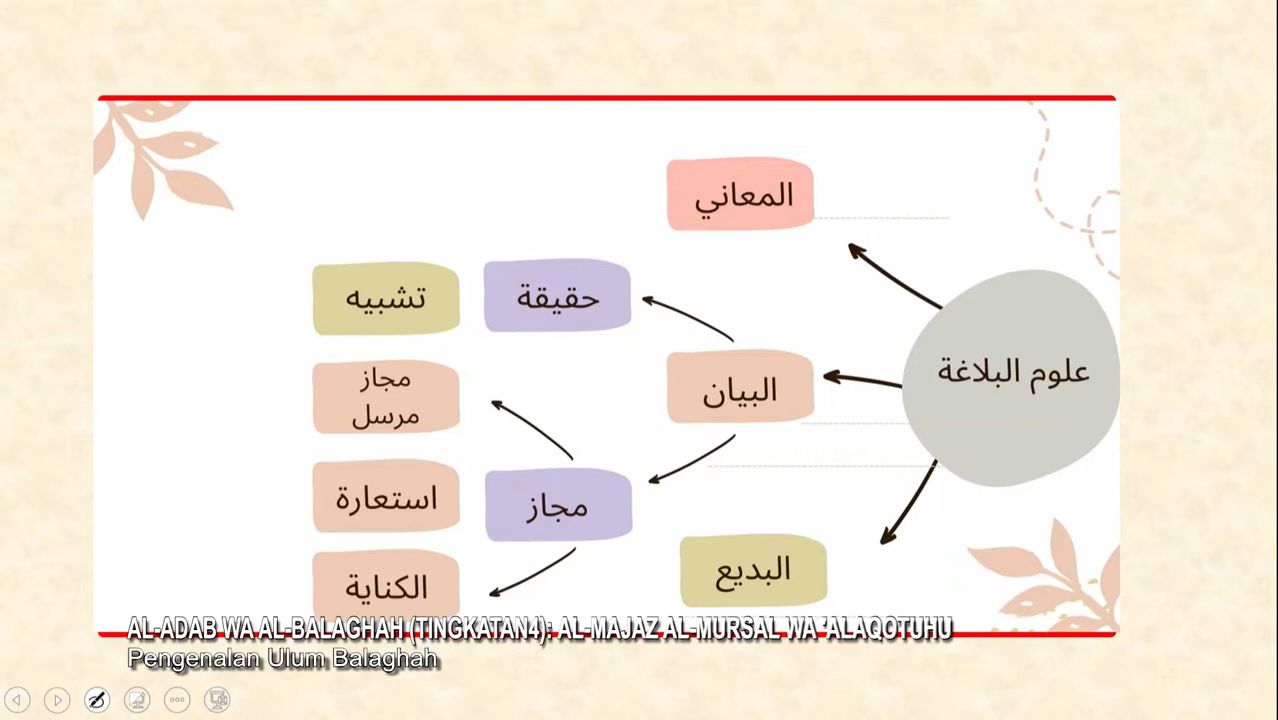 المعاني
علوم البلاغة
البيان
البديع
حقيقة
مجاز
تشبيه
مجاز
مرسل
استعارة
الكناية
AL-ADAB WA AL-BALAGHAH (TINGKATAN4): AL-MAJAZ AL-MURSAL WA `ALAQOTUHU
Pengenalan Ulum Balaghah